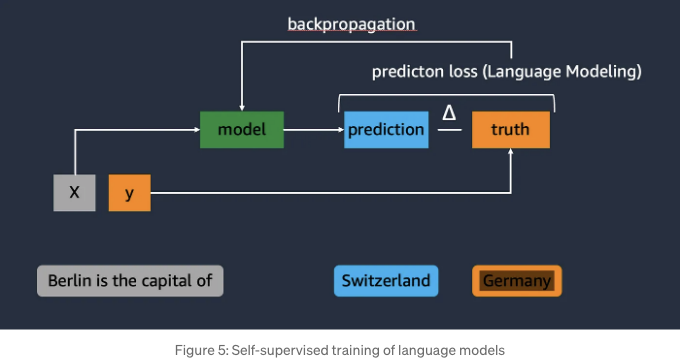 backpropagation
predicton loss (Language Modeling)
model
prediction
Δ
truth
X
y
Berlin is the capital of
Switzerland
Germany
Figure 5: Self-supervised training of language models